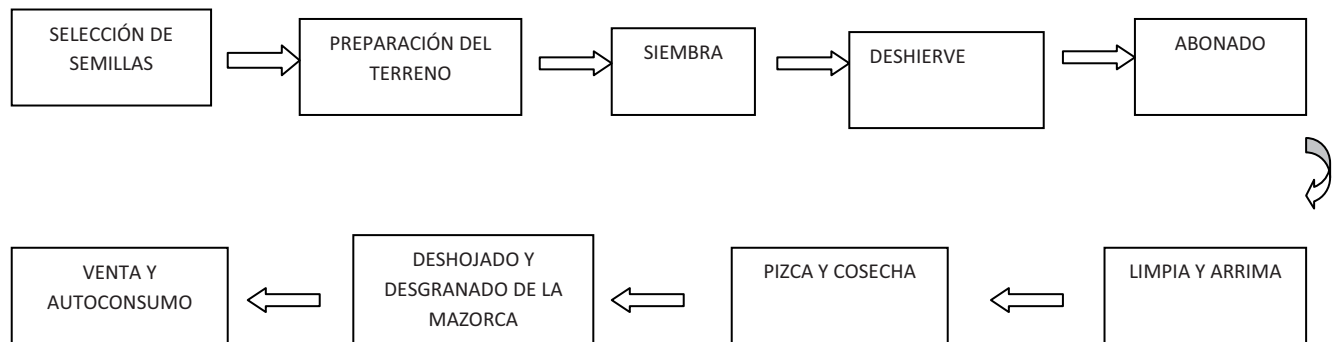 SELECCIÓN DE
SEMILLAS
PREPARACIÓN DEL
TERRENO
SIEMBRA
DESHIERVE
ABONADO
LIMPIA Y ARRIMA
PIZCA Y COSECHA
DESHOJADO Y
DESGRANADO DE LA
MAZORCA
VENTA Y
AUTOCONSUMO